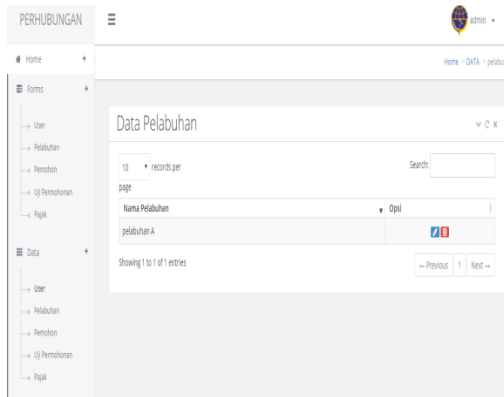 PERHUBUNGAN
admin
Home +
Home > DATA > pelabu
Forms +
User
Pelabuhan
Pemohon
Uji Permohonan
Pajak
Data +
User
Pelabuhan
Pemohon
Uji Permohonan
Pajak
Data Pelabuhan
10 records per
page
Search:
Nama Pelabuhan Opsi
pelabuhan A
Showing 1 to 1 of 1 entries
← Previous 1 Next →